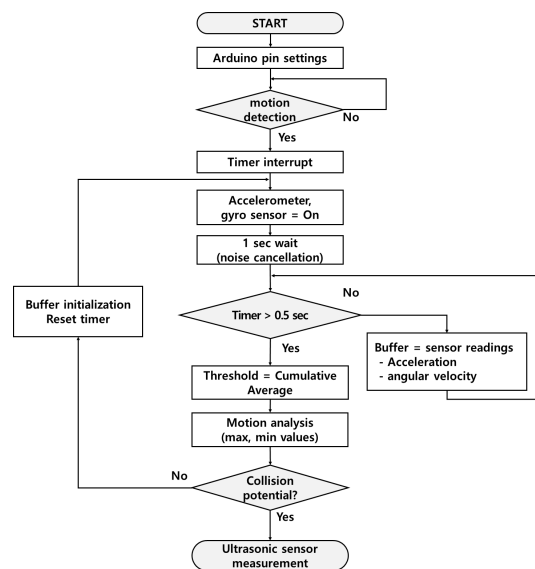 START
Arduino pin settings
motion
detection
No
Yes
Timer interrupt
Accelerometer,
gyro sensor = On
1 sec wait
(noise cancellation)
Buffer initialization
Reset timer
No
Timer > 0.5 sec
Yes
Buffer = sensor readings
- Acceleration
- angular velocity
Threshold = Cumulative
Average
Motion analysis
(max, min values)
No
Collision
potential?
Yes
Ultrasonic sensor
measurement